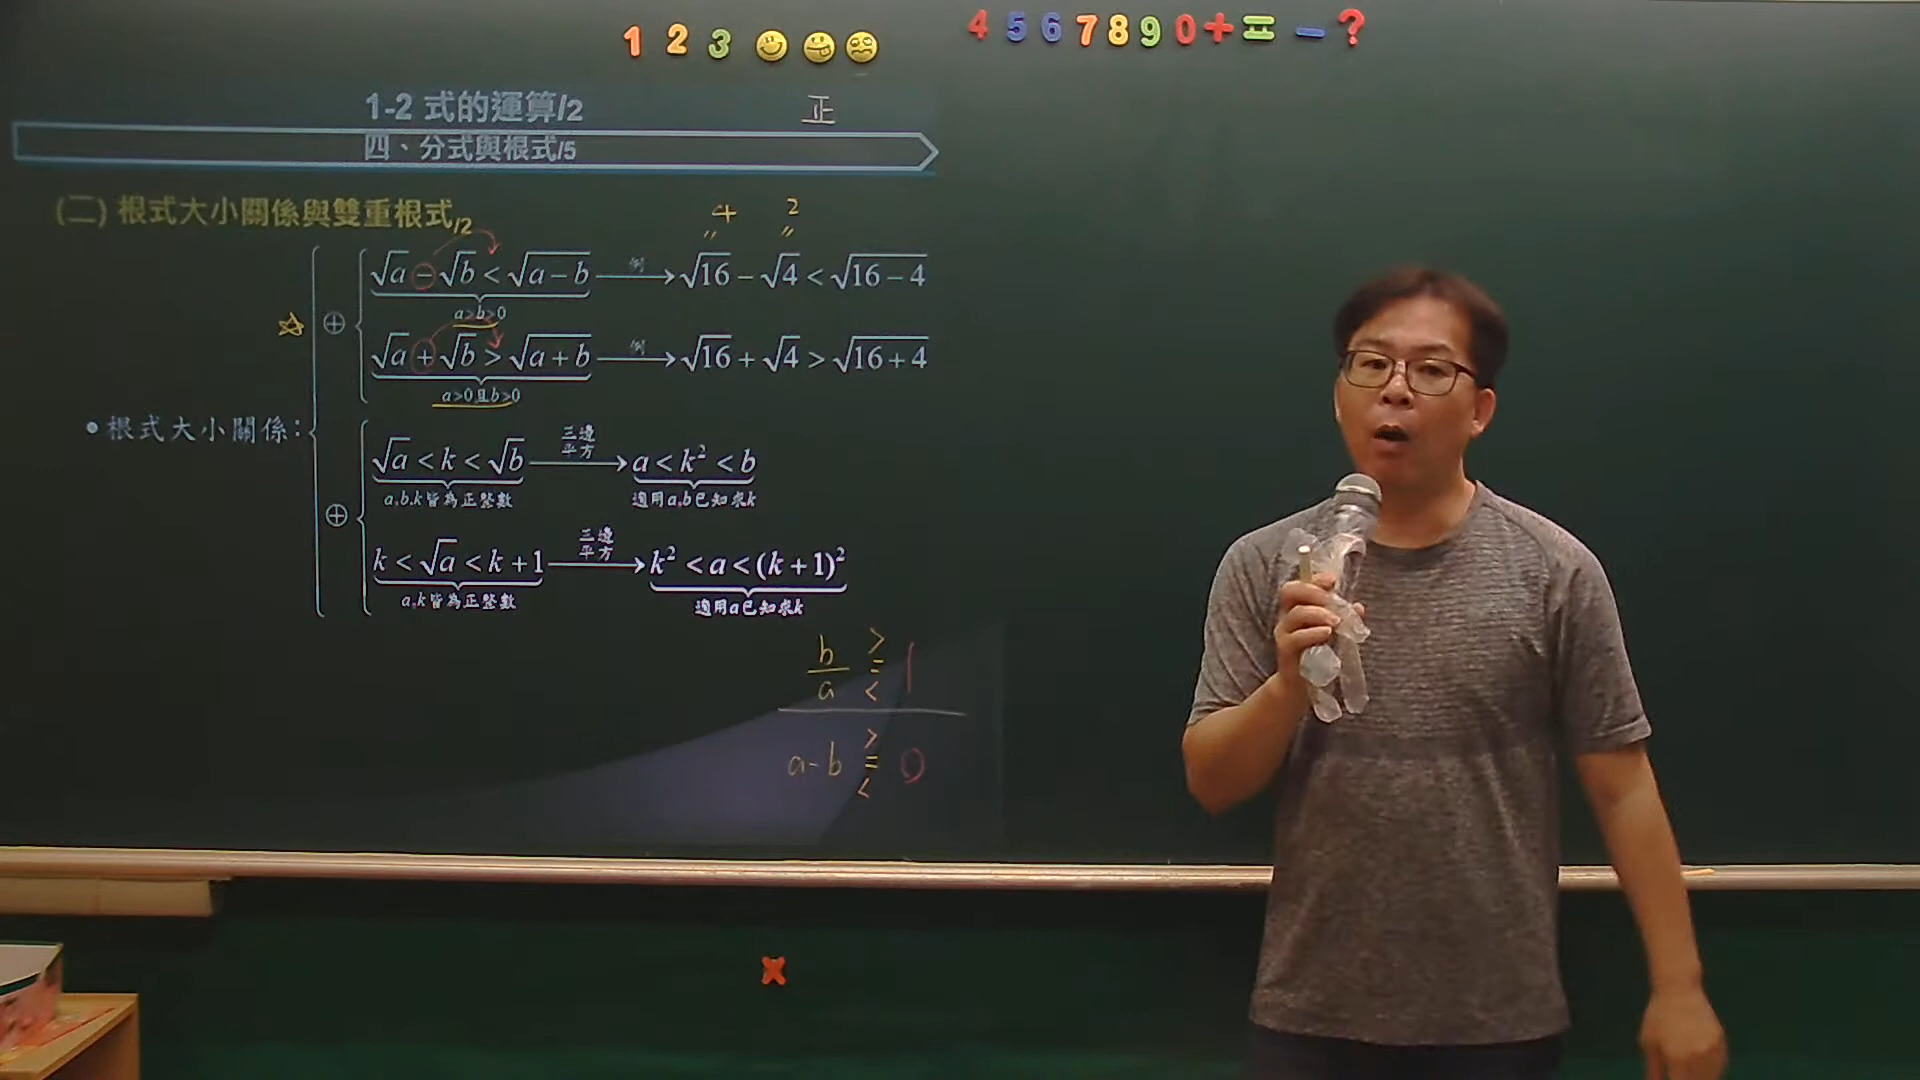 1 2 3 4 5 6 7 8 9 0 + = − ?
1-2 式的運算/2 正
四、分式與根式/5
(二) 根式大小關係與雙重根式/2
4 2
〃 〃
⊕ √a − √b < √(a − b) 例 → √16 − √4 < √(16 − 4)
a>b>0
√a + √b > √(a + b) 例 → √16 + √4 > √(16 + 4)
a>0且b>0
• 根式大小關係：
⊕ √a < k < √b 三邊平方 → a < k² < b
a,b,k皆為正整數 適用a,b已知求k
k < √a < k + 1 三邊平方 → k² < a < (k + 1)²
a,k皆為正整數 適用a已知求k
b/a > = < 1
a-b > = < 0
x